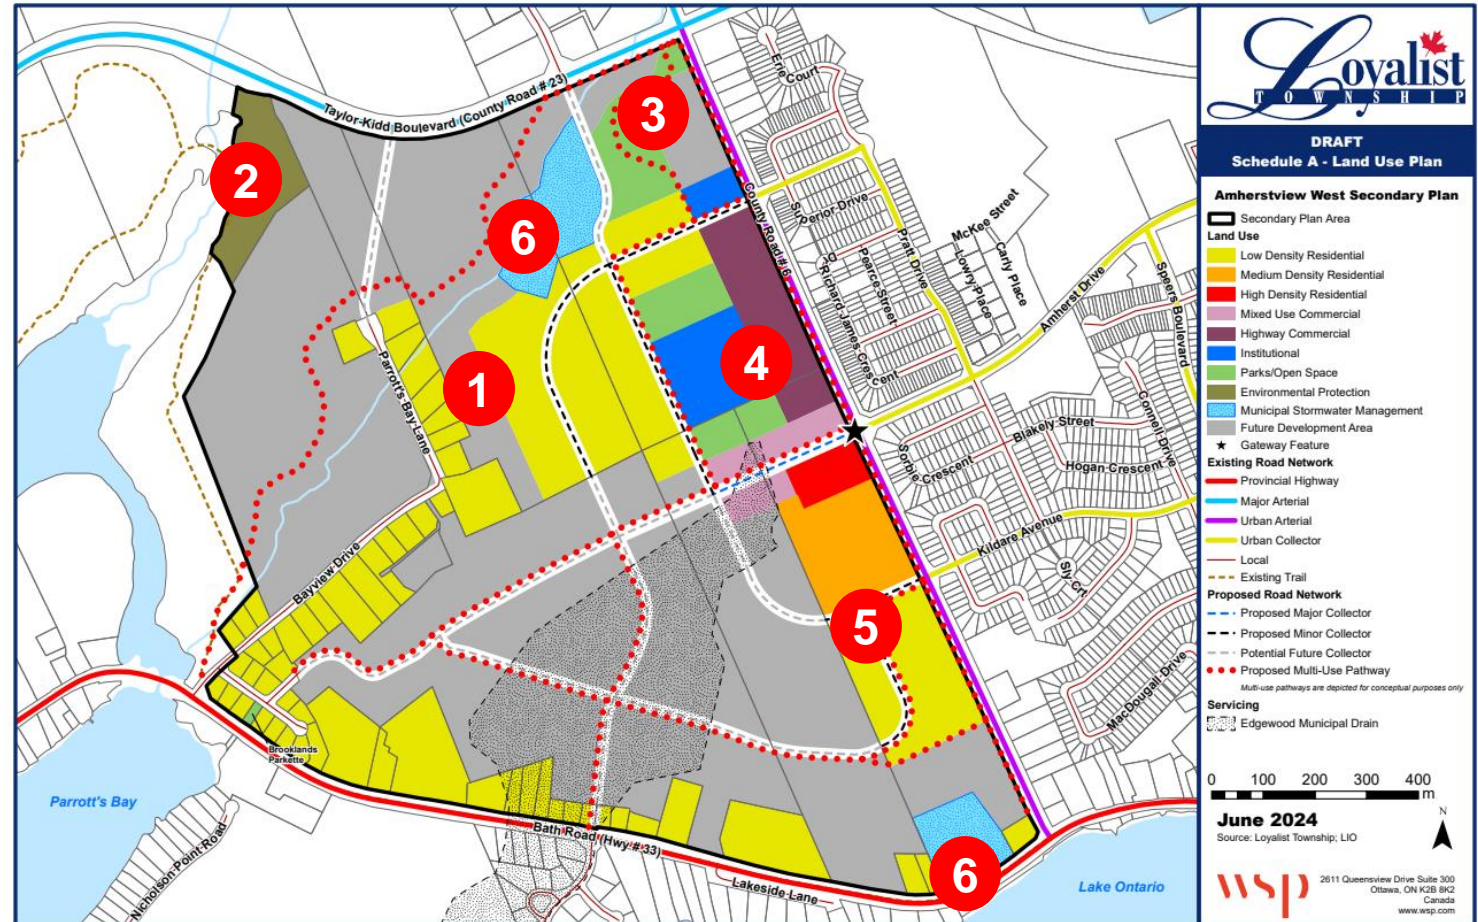 Taylor-Kidd Boulevard (County Road # 23)
Erie Court
3
2
6
County Road # 6
Superior Drive
McKee Street
Carly Place
Lowry Place
Pratt Drive
Pearce Street
Richard James Crescent
Dr
Amherst Drive
Speers Boulevard
4
1
Parrott's Bay Lane
Connell Drive
Blakely Street
Hogan Crescent
Sorbie Crescent
Kildare Avenue
Sly Crt
Bayview Drive
5
MacDougall Drive
Brooklands
Parkette
Parrott's Bay
Nicholson Point Road
Bath Road (Hwy # 33)
Lakeside Lane
6
Lake Ontario
Loyalist
TOWNSHIP
DRAFT
Schedule A - Land Use Plan
Amherstview West Secondary Plan
Secondary Plan Area
Land Use
Low Density Residential
Medium Density Residential
High Density Residential
Mixed Use Commercial
Highway Commercial
Institutional
Parks/Open Space
Environmental Protection
Municipal Stormwater Management
Future Development Area
Gateway Feature
Existing Road Network
Provincial Highway
Major Arterial
Urban Arterial
Urban Collector
Local
Existing Trail
Proposed Road Network
Proposed Major Collector
Proposed Minor Collector
Potential Future Collector
Proposed Multi-Use Pathway
Multi-use pathways are depicted for conceptual purposes only
Servicing
Edgewood Municipal Drain
0 100 200 300 400
m
June 2024
Source: Loyalist Township; LIO
N
wsp
2611 Queensview Drive Suite 300
Ottawa, ON K2B 8K2
Canada
www.wsp.com